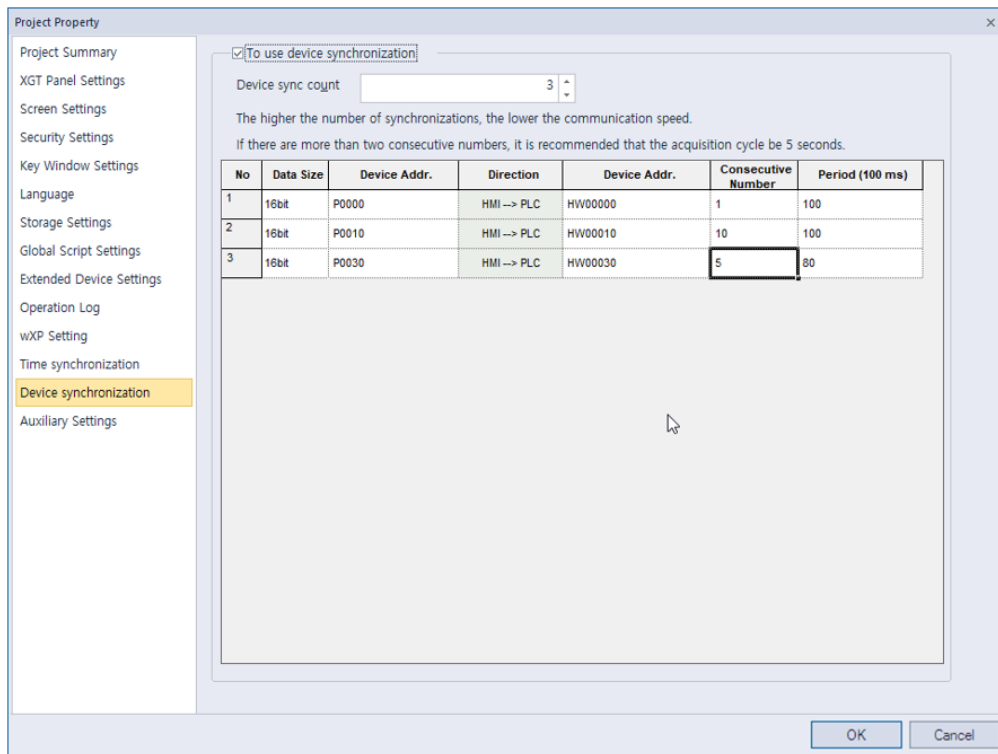 Project Property
Project Summary
XGT Panel Settings
Screen Settings
Security Settings
Key Window Settings
Language
Storage Settings
Global Script Settings
Extended Device Settings
Operation Log
wXP Setting
Time synchronization
Device synchronization
Auxiliary Settings
To use device synchronization
Device sync count 3
The higher the number of synchronizations, the lower the communication speed.
If there are more than two consecutive numbers, it is recommended that the acquisition cycle be 5 seconds.
No Data Size Device Addr. Direction Device Addr. Consecutive Number Period (100 ms)
1 16bit P0000 HMI --> PLC HW00000 1 100
2 16bit P0010 HMI --> PLC HW00010 10 100
3 16bit P0030 HMI --> PLC HW00030 5 80
OK Cancel